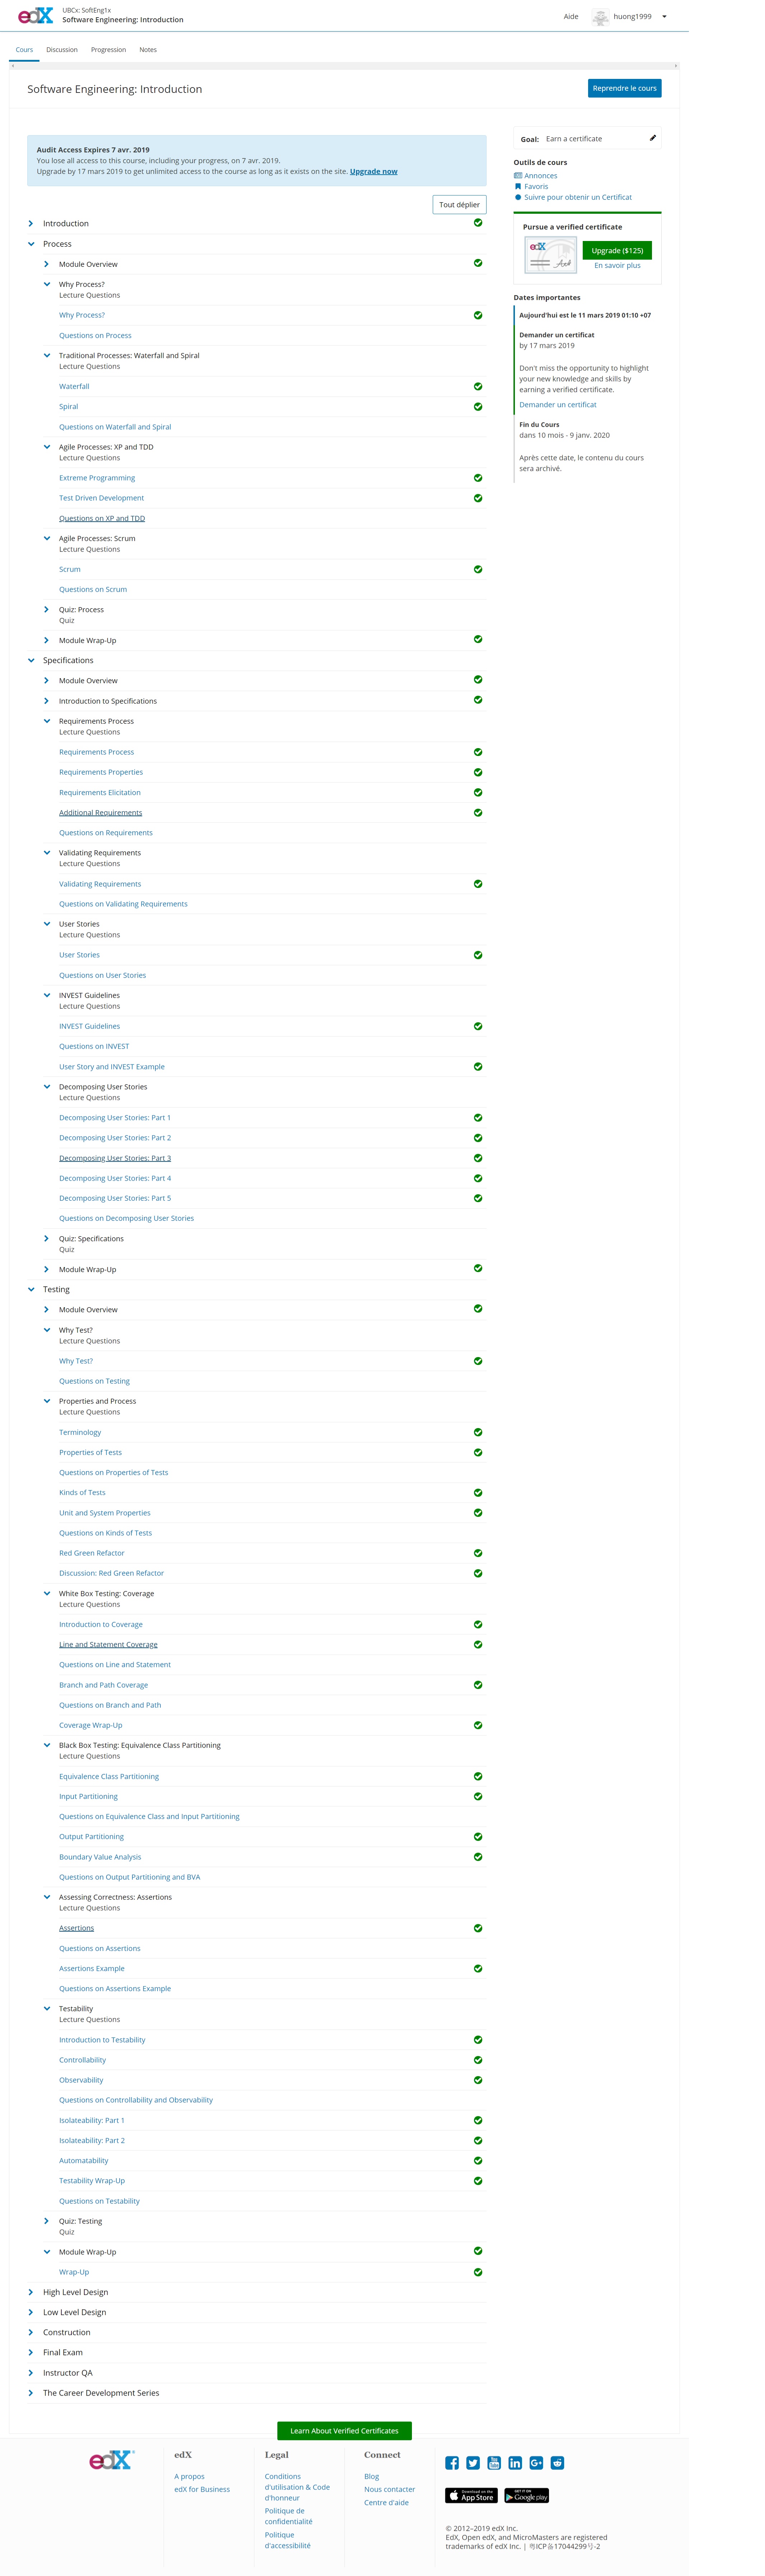 edX
UBCx: SoftEng1x
Software Engineering: Introduction
Aide
huong1999
Cours
Discussion
Progression
Notes
Software Engineering: Introduction
Reprendre le cours
Audit Access Expires 7 avr. 2019
You lose all access to this course, including your progress, on 7 avr. 2019.
Upgrade by 17 mars 2019 to get unlimited access to the course as long as it exists on the site. Upgrade now
Tout déplier
Introduction
Process
Module Overview
Why Process?
Lecture Questions
Why Process?
Questions on Process
Traditional Processes: Waterfall and Spiral
Lecture Questions
Waterfall
Spiral
Questions on Waterfall and Spiral
Agile Processes: XP and TDD
Lecture Questions
Extreme Programming
Test Driven Development
Questions on XP and TDD
Agile Processes: Scrum
Lecture Questions
Scrum
Questions on Scrum
Quiz: Process
Quiz
Module Wrap-Up
Specifications
Module Overview
Introduction to Specifications
Requirements Process
Lecture Questions
Requirements Process
Requirements Properties
Requirements Elicitation
Additional Requirements
Questions on Requirements
Validating Requirements
Lecture Questions
Validating Requirements
Questions on Validating Requirements
User Stories
Lecture Questions
User Stories
Questions on User Stories
INVEST Guidelines
Lecture Questions
INVEST Guidelines
Questions on INVEST
User Story and INVEST Example
Decomposing User Stories
Lecture Questions
Decomposing User Stories: Part 1
Decomposing User Stories: Part 2
Decomposing User Stories: Part 3
Decomposing User Stories: Part 4
Decomposing User Stories: Part 5
Questions on Decomposing User Stories
Quiz: Specifications
Quiz
Module Wrap-Up
Testing
Module Overview
Why Test?
Lecture Questions
Why Test?
Questions on Testing
Properties and Process
Lecture Questions
Terminology
Properties of Tests
Questions on Properties of Tests
Kinds of Tests
Unit and System Properties
Questions on Kinds of Tests
Red Green Refactor
Discussion: Red Green Refactor
White Box Testing: Coverage
Lecture Questions
Introduction to Coverage
Line and Statement Coverage
Questions on Line and Statement
Branch and Path Coverage
Questions on Branch and Path
Coverage Wrap-Up
Black Box Testing: Equivalence Class Partitioning
Lecture Questions
Equivalence Class Partitioning
Input Partitioning
Questions on Equivalence Class and Input Partitioning
Output Partitioning
Boundary Value Analysis
Questions on Output Partitioning and BVA
Assessing Correctness: Assertions
Lecture Questions
Assertions
Questions on Assertions
Assertions Example
Questions on Assertions Example
Testability
Lecture Questions
Introduction to Testability
Controllability
Observability
Questions on Controllability and Observability
Isolateability: Part 1
Isolateability: Part 2
Automatability
Testability Wrap-Up
Questions on Testability
Quiz: Testing
Quiz
Module Wrap-Up
Wrap-Up
High Level Design
Low Level Design
Construction
Final Exam
Instructor QA
The Career Development Series
Goal: Earn a certificate
Outils de cours
Annonces
Favoris
Suivre pour obtenir un Certificat
Pursue a verified certificate
edX
Upgrade ($125)
En savoir plus
Dates importantes
Aujourd'hui est le 11 mars 2019 01:10 +07
Demander un certificat
by 17 mars 2019
Don't miss the opportunity to highlight
your new knowledge and skills by
earning a verified certificate.
Demander un certificat
Fin du Cours
dans 10 mois - 9 janv. 2020
Après cette date, le contenu du cours
sera archivé.
Learn About Verified Certificates
edX
edX
A propos
edX for Business
Legal
Conditions
d'utilisation & Code
d'honneur
Politique de
confidentialité
Politique
d'accessibilité
Connect
Blog
Nous contacter
Centre d'aide
You
Tube
in
G+
Download on the
App Store
GET IT ON
Google play
© 2012–2019 edX Inc.
EdX, Open edX, and MicroMasters are registered
trademarks of edX Inc. | 粤ICP备17044299号-2